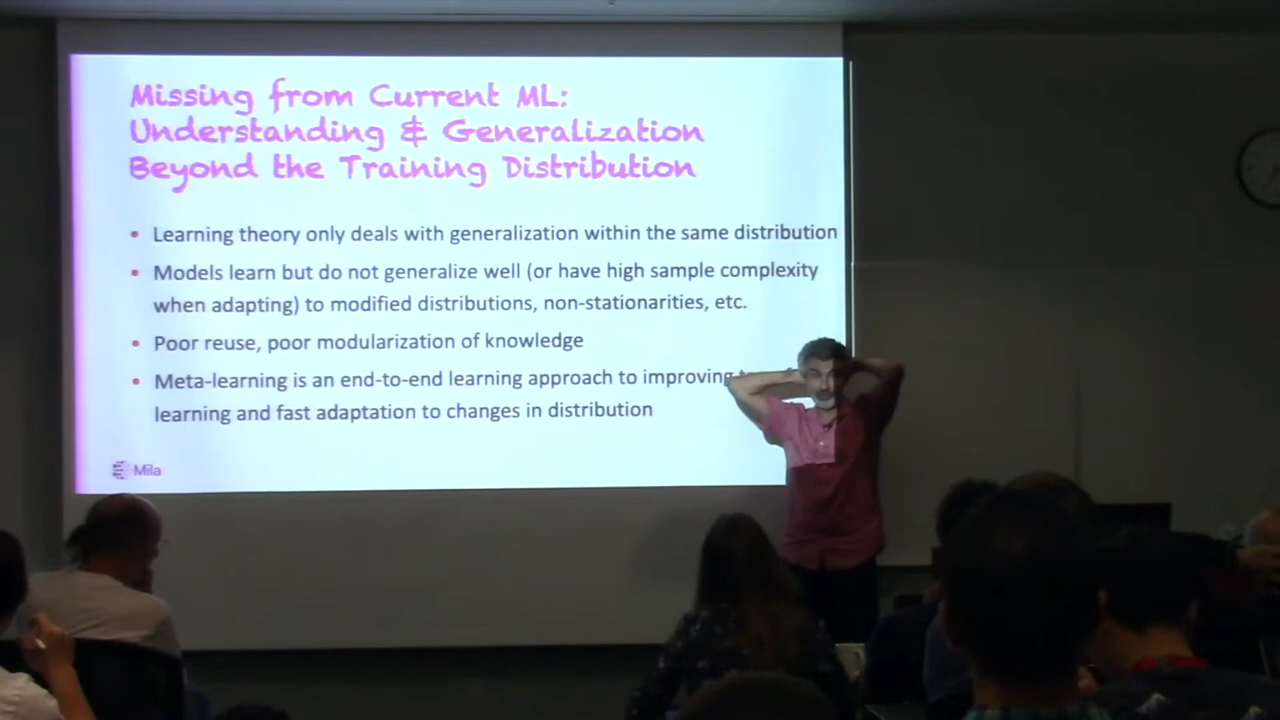 Missing from Current ML:
Understanding & Generalization
Beyond the Training Distribution
• Learning theory only deals with generalization within the same distribution
• Models learn but do not generalize well (or have high sample complexity
when adapting) to modified distributions, non-stationarities, etc.
• Poor reuse, poor modularization of knowledge
• Meta-learning is an end-to-end learning approach to improving
learning and fast adaptation to changes in distribution
Mila